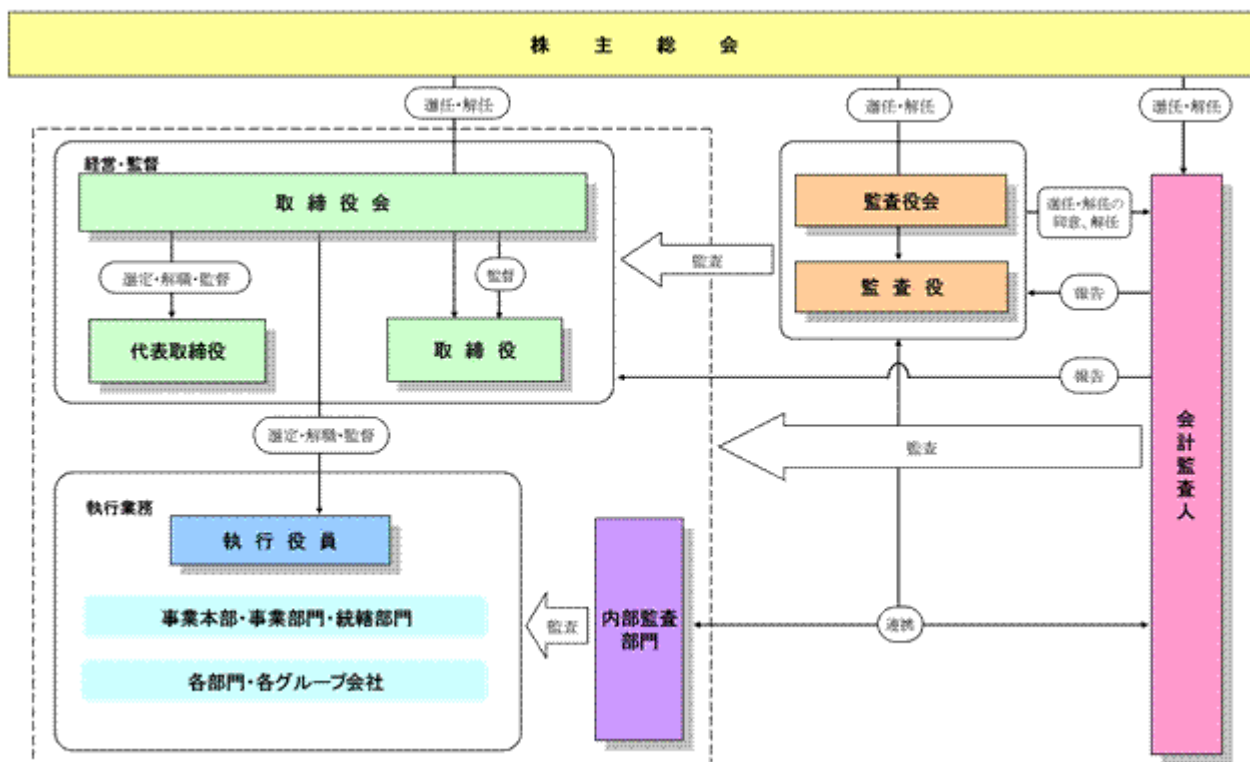 株主総会
選任・解任
選任・解任
選任・解任
経営・監督
取締役会
監査役会
選任・解任の
同意、解任
監査
選定・解職・監督
監督
監査役
報告
代表取締役
取締役
報告
選定・解職・監督
監査
会計監査人
執行業務
執行役員
事業本部・事業部門・統轄部門
監査
内部監査
部門
連携
各部門・各グループ会社